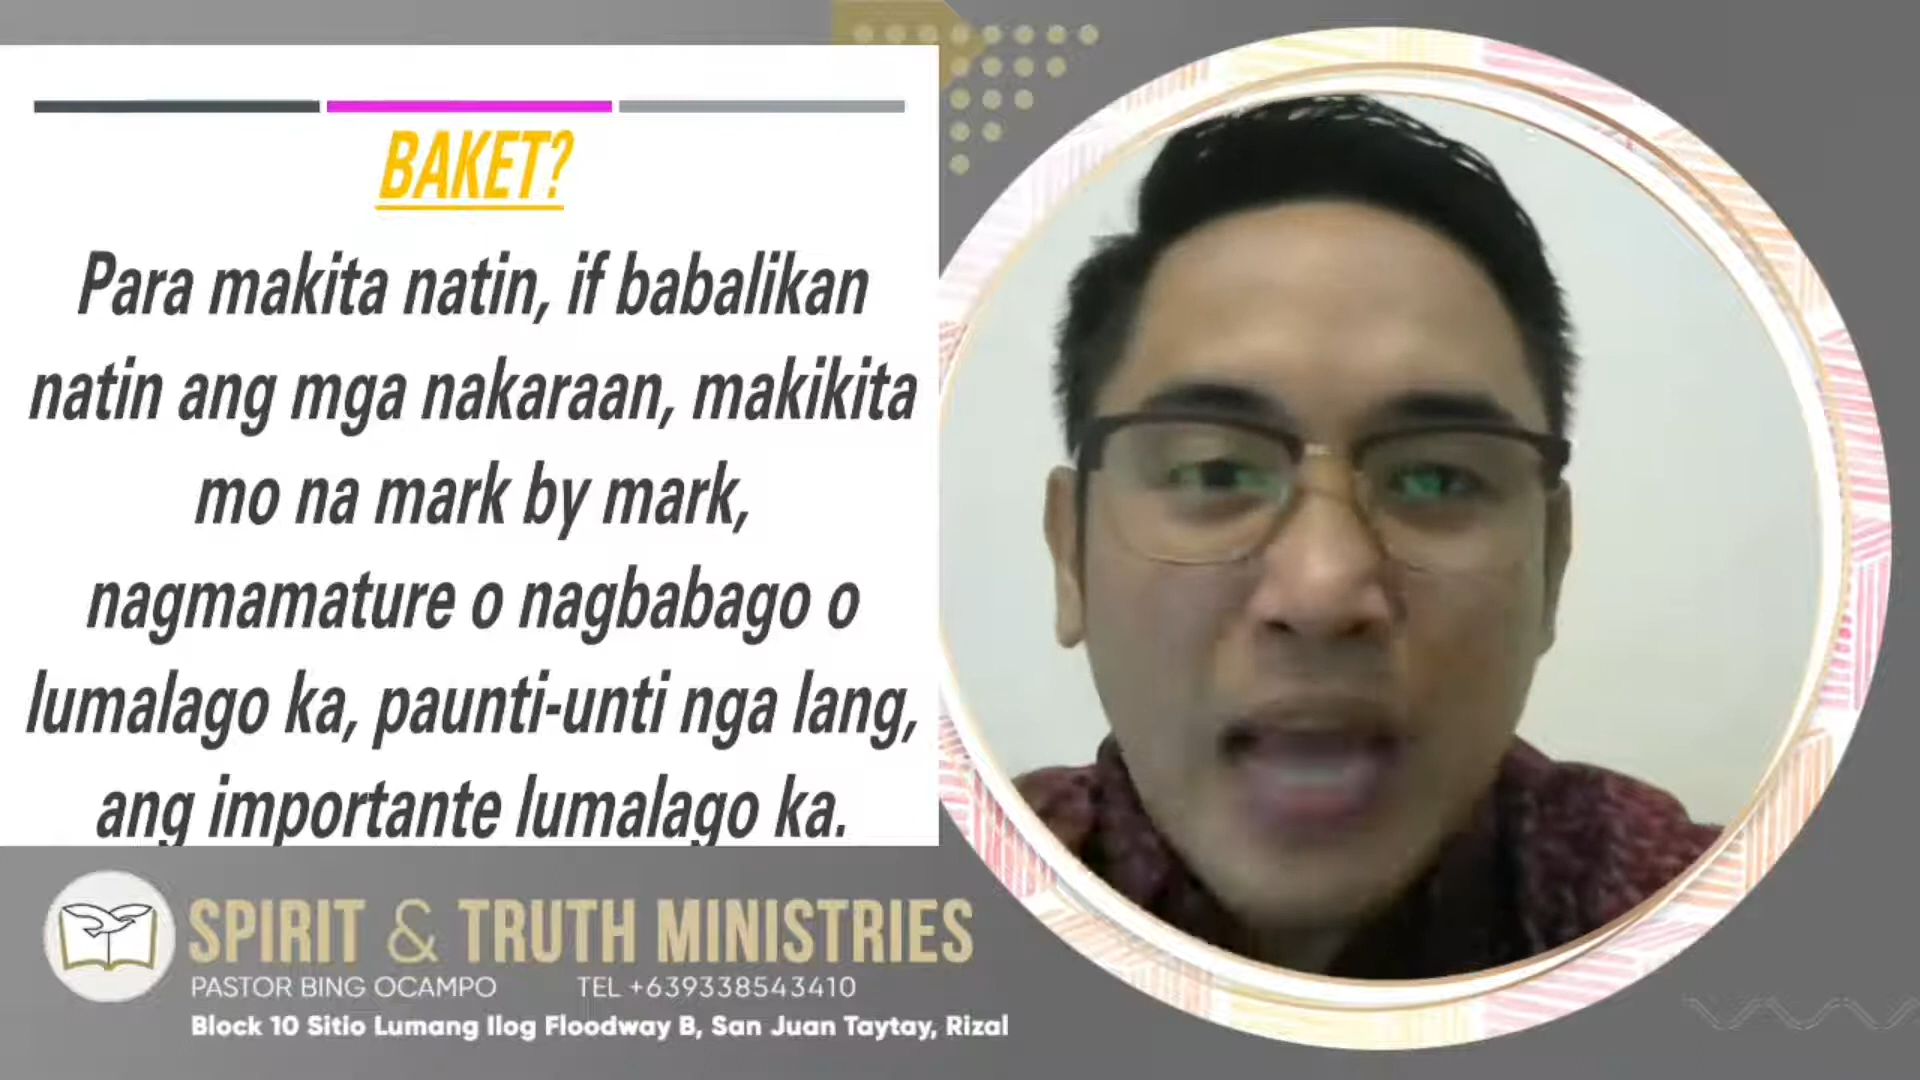 BAKET?
Para makita natin, if babalikan
natin ang mga nakaraan, makikita
mo na mark by mark,
nagmamature o nagbabago o
lumalago ka, paunti-unti nga lang,
ang importante lumalago ka.
SPIRIT & TRUTH MINISTRIES
PASTOR BING OCAMPO TEL +639338543410
Block 10 Sitio Lumang Ilog Floodway B, San Juan Taytay, Rizal